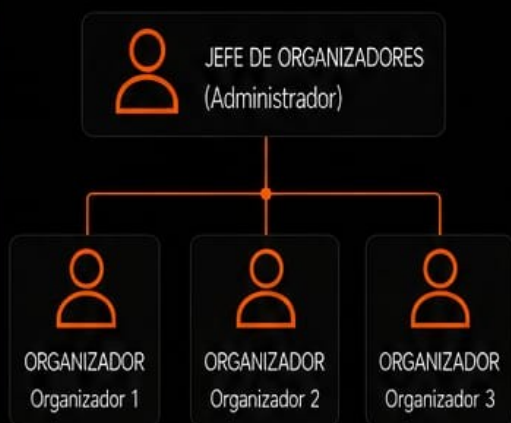 JEFE DE ORGANIZADORES
(Administrador)
ORGANIZADOR
Organizador 1
ORGANIZADOR
Organizador 2
ORGANIZADOR
Organizador 3